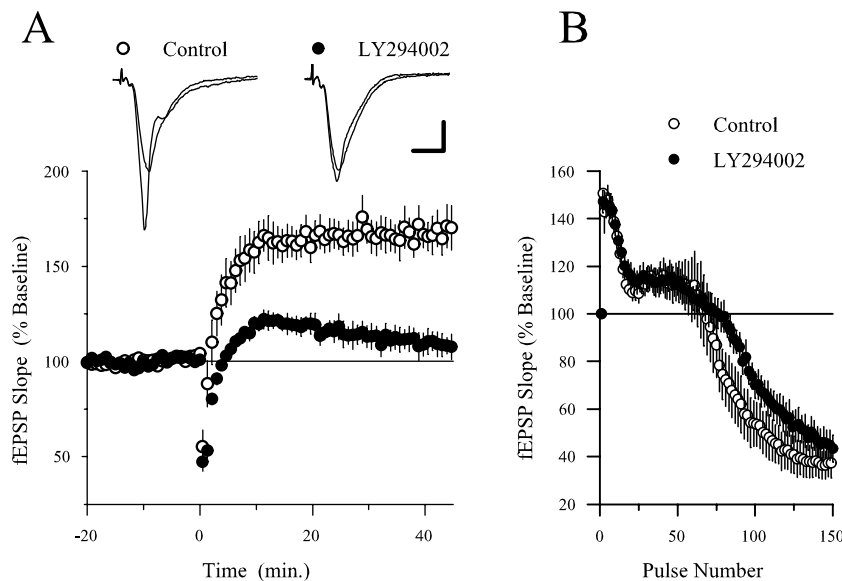 A
Control
LY294002
200
150
100
50
fEPSP Slope (% Baseline)
-20
0
20
40
Time (min.)
B
Control
LY294002
160
140
120
100
80
60
40
20
fEPSP Slope (% Baseline)
0
50
100
150
Pulse Number